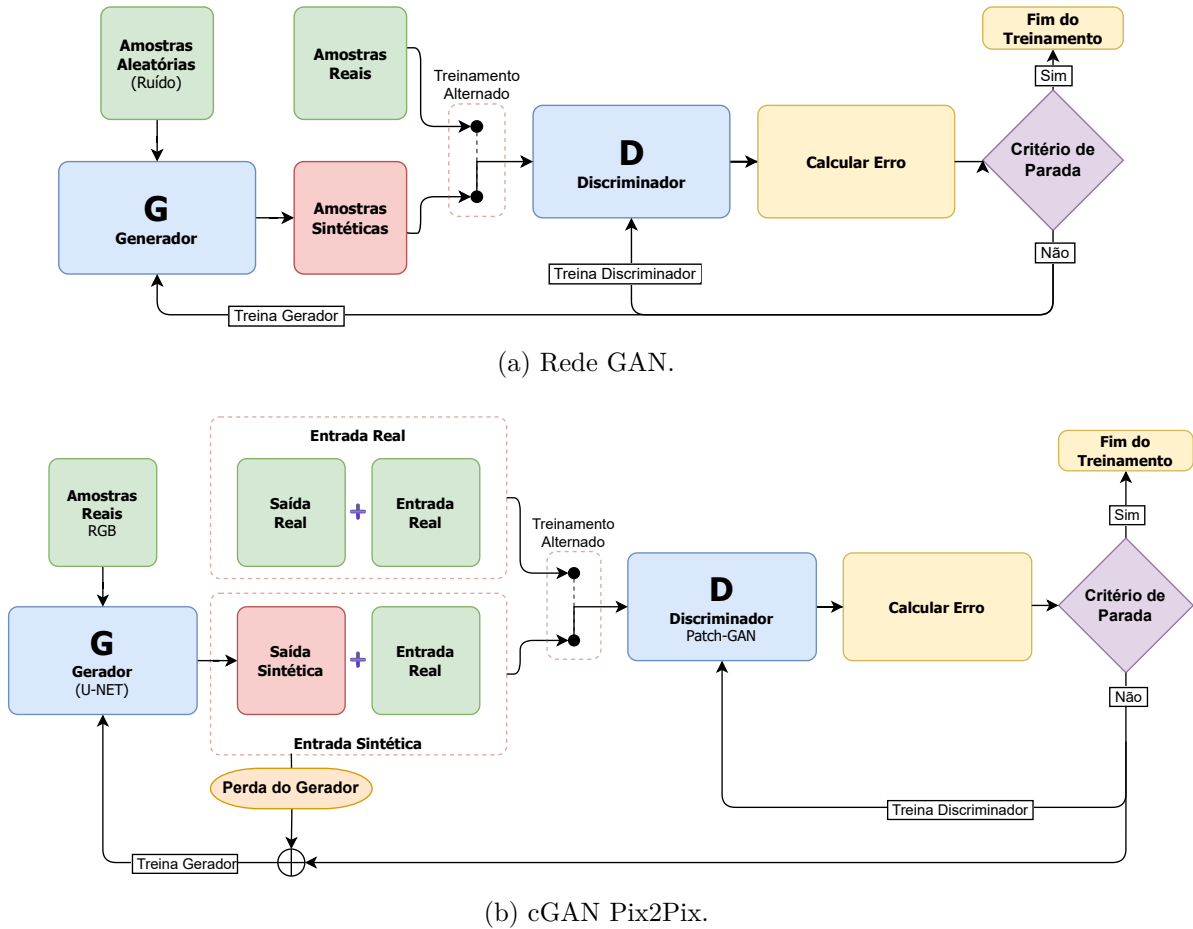 Amostras
Aleatórias
(Ruído)
Amostras
Reais
Treinamento
Alternado
Fim do
Treinamento
Sim
G
Generador
Amostras
Sintéticas
D
Discriminador
Calcular Erro
Critério de
Parada
Não
Treina Discriminador
Treina Gerador
(a) Rede GAN.
Entrada Real
Amostras
Reais
RGB
Saída
Real
+
Entrada
Real
Treinamento
Alternado
Fim do
Treinamento
Sim
G
Gerador
(U-NET)
Saída
Sintética
+
Entrada
Real
Entrada Sintética
D
Discriminador
Patch-GAN
Calcular Erro
Critério de
Parada
Não
Perda do Gerador
Treina Discriminador
Treina Gerador
(b) cGAN Pix2Pix.